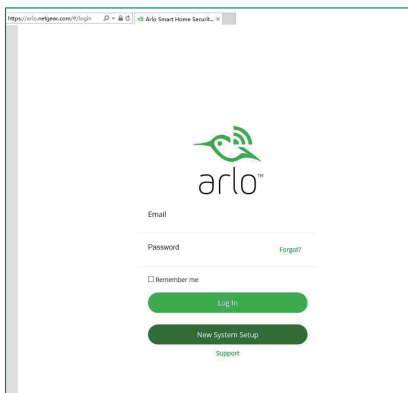 https://arlo.netgear.com/#/login
Arlo Smart Home Securit...
arlo™
Email
Password
Forgot?
Remember me
Log In
New System Setup
Support